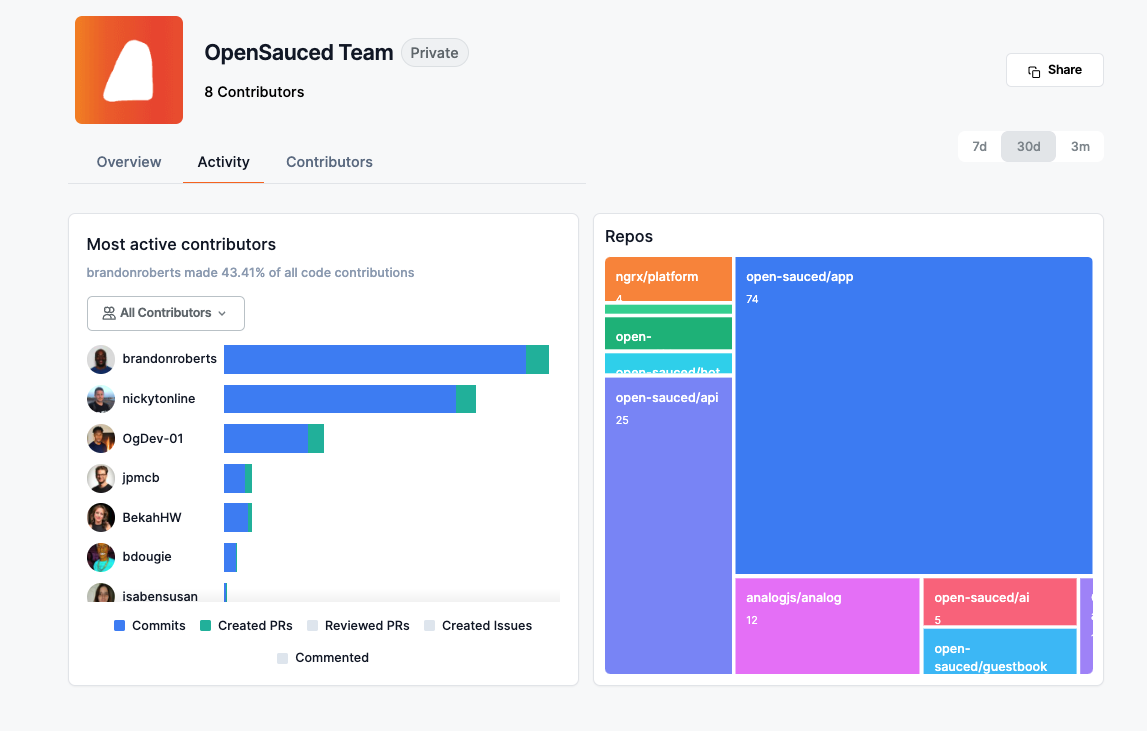 OpenSauced Team
Private
8 Contributors
Share
Overview
Activity
Contributors
7d
30d
3m
Most active contributors
brandonroberts made 43.41% of all code contributions
All Contributors
brandonroberts
nickytonline
OgDev-01
jpmcb
BekahHW
bdougie
isabensusan
Commits
Created PRs
Reviewed PRs
Created Issues
Commented
Repos
ngrx/platform
4
open-
open-sauced/api
25
open-sauced/app
74
analogjs/analog
12
open-sauced/ai
5
open-
sauced/guestbook